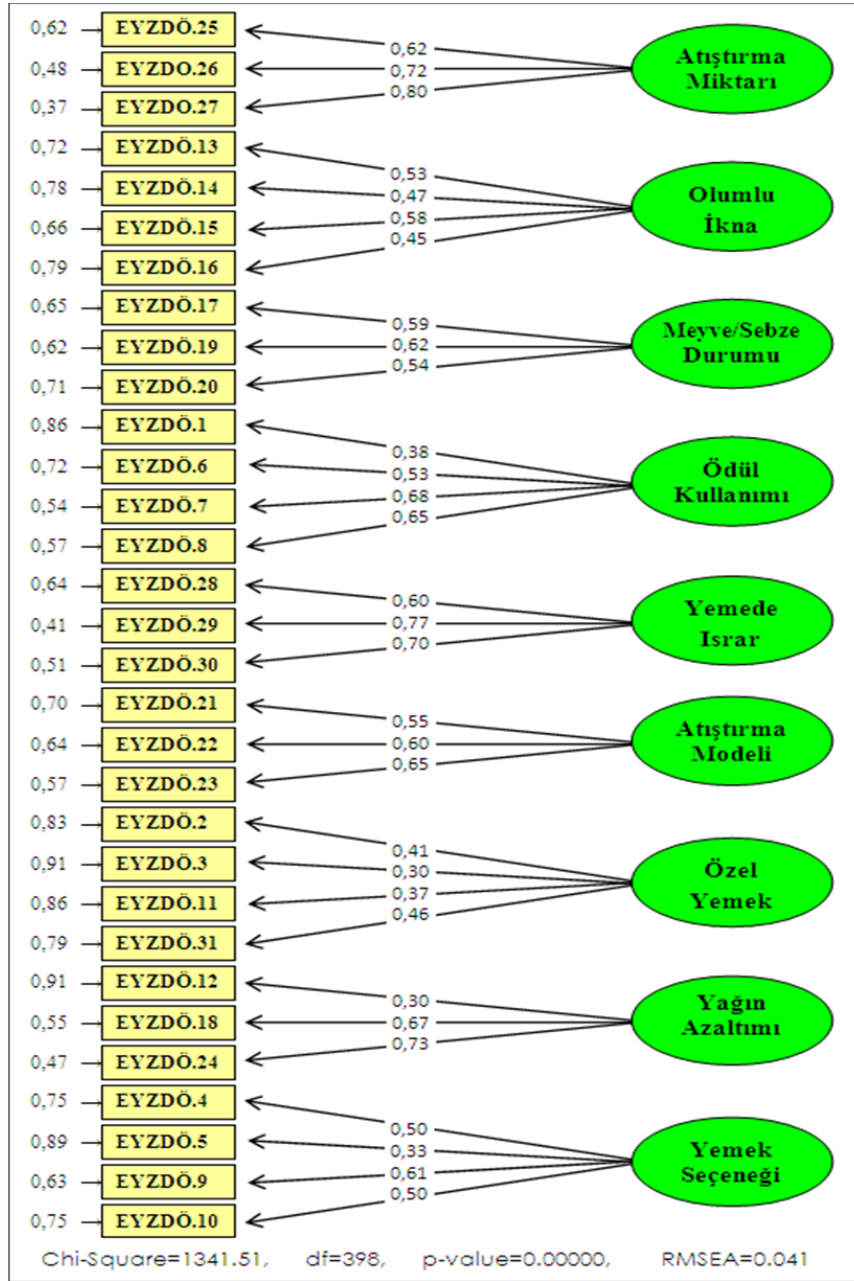 0,62 EYZDÖ.25 0,62
0,48 EYZDÖ.26 0,72
0,37 EYZDO.27 0,80
Atıştırma
Miktarı
0,72 EYZDÖ.13 0,53
0,78 EYZDÖ.14 0,47
0,66 EYZDÖ.15 0,58
0,79 EYZDÖ.16 0,45
Olumlu
İkna
0,65 EYZDÖ.17 0,59
0,62 EYZDÖ.19 0,62
0,71 EYZDÖ.20 0,54
Meyve/Sebze
Durumu
0,86 EYZDÖ.1 0,38
0,72 EYZDÖ.6 0,53
0,54 EYZDÖ.7 0,68
0,57 EYZDÖ.8 0,65
Ödül
Kullanımı
0,64 EYZDÖ.28 0,60
0,41 EYZDÖ.29 0,77
0,51 EYZDÖ.30 0,70
Yemede
Israr
0,70 EYZDÖ.21 0,55
0,64 EYZDÖ.22 0,60
0,57 EYZDÖ.23 0,65
Atıştırma
Modeli
0,83 EYZDÖ.2 0,41
0,91 EYZDÖ.3 0,30
0,86 EYZDÖ.11 0,37
0,79 EYZDÖ.31 0,46
Özel
Yemek
0,91 EYZDÖ.12 0,30
0,55 EYZDÖ.18 0,67
0,47 EYZDÖ.24 0,73
Yağın
Azaltımı
0,75 EYZDÖ.4 0,50
0,89 EYZDÖ.5 0,33
0,63 EYZDÖ.9 0,61
0,75 EYZDÖ.10 0,50
Yemek
Seçeneği
Chi-Square=1341.51, df=398, p-value=0.00000, RMSEA=0.041